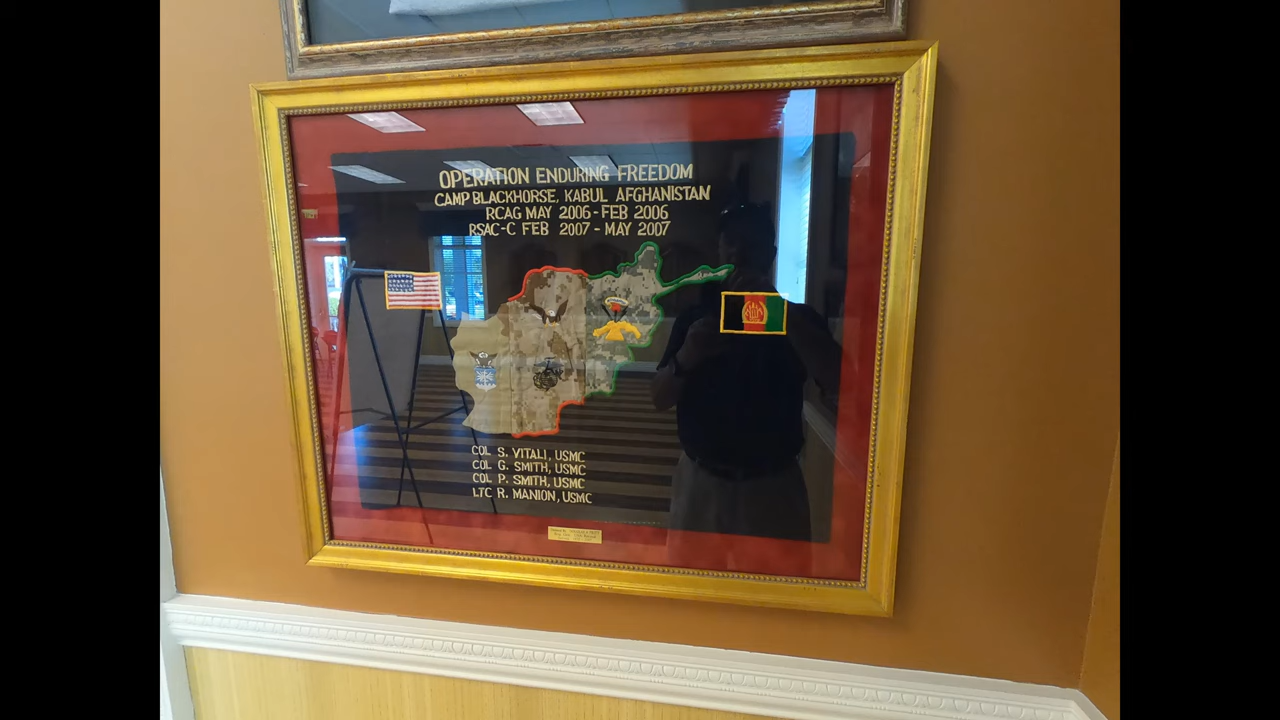 OPERATION ENDURING FREEDOM
CAMP BLACKHORSE, KABUL AFGHANISTAN
RCAG MAY 2006-FEB 2006
RSAC-C FEB 2007-MAY 2007
COL S. VITALI, USMC
COL G. SMITH, USMC
COL P. SMITH, USMC
LTC R. MANION, USMC